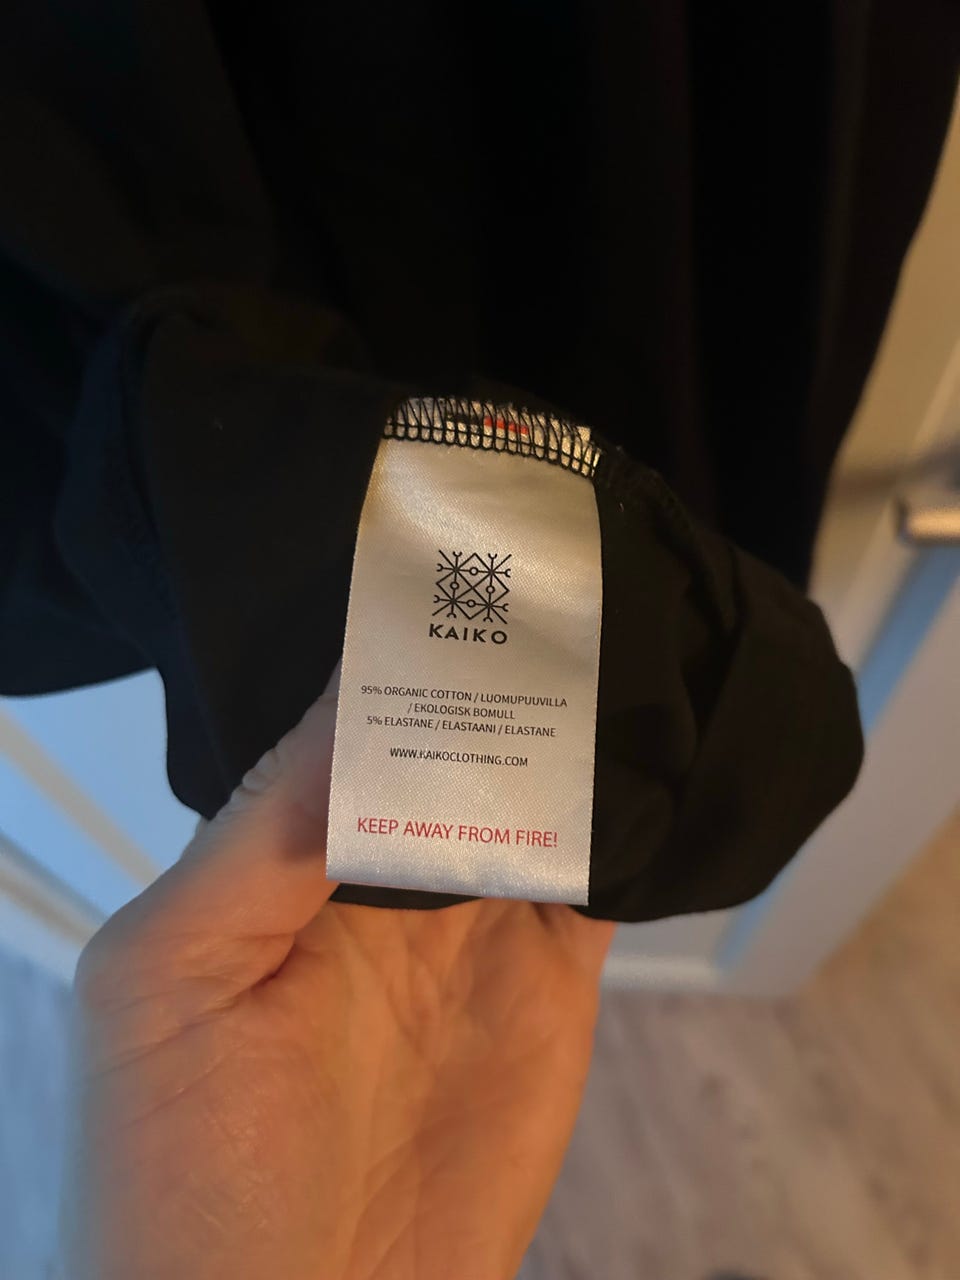 KAIKO
95% ORGANIC COTTON / LUOMUPUUVILLA
/ EKOLOGISK BOMULL
5% ELASTANE / ELASTAANI / ELASTANE
WWW.KAIKOCLOTHING.COM
KEEP AWAY FROM FIRE!